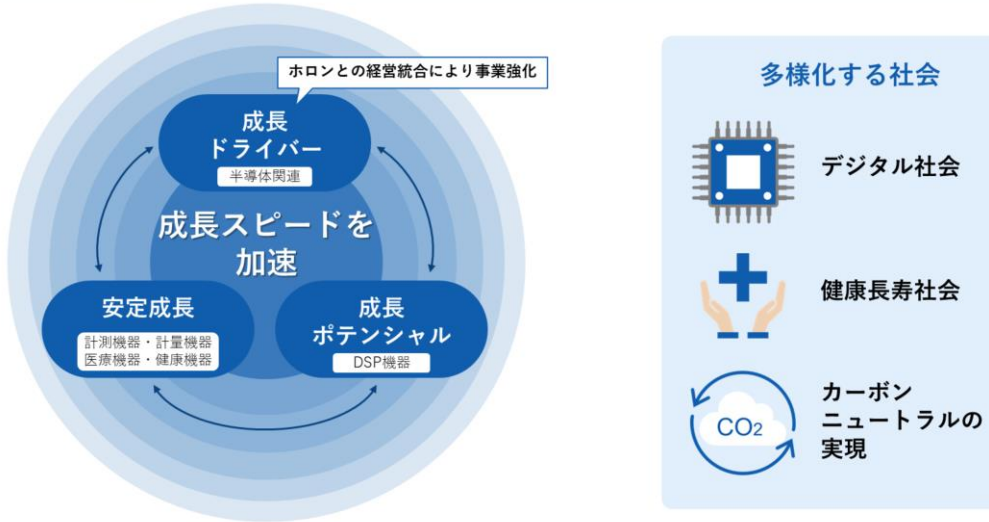 ホロンとの経営統合により事業強化
成長
ドライバー
半導体関連
成長スピードを
加速
安定成長
計測機器・計量機器
医療機器・健康機器
成長
ポテンシャル
DSP機器
多様化する社会
デジタル社会
健康長寿社会
CO2
カーボン
ニュートラルの
実現